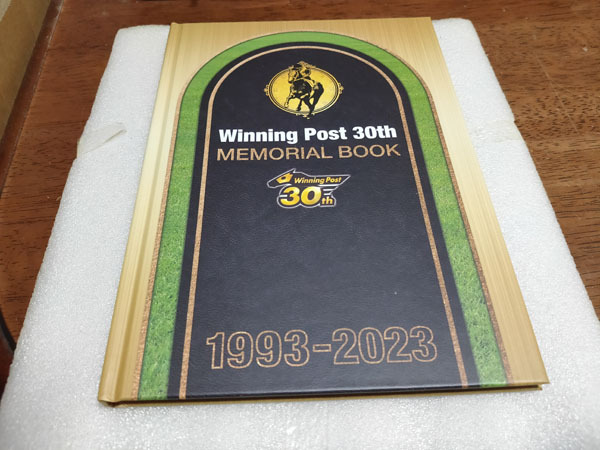 Winning Post 30th
MEMORIAL BOOK
Winning Post
30th
1993-2023